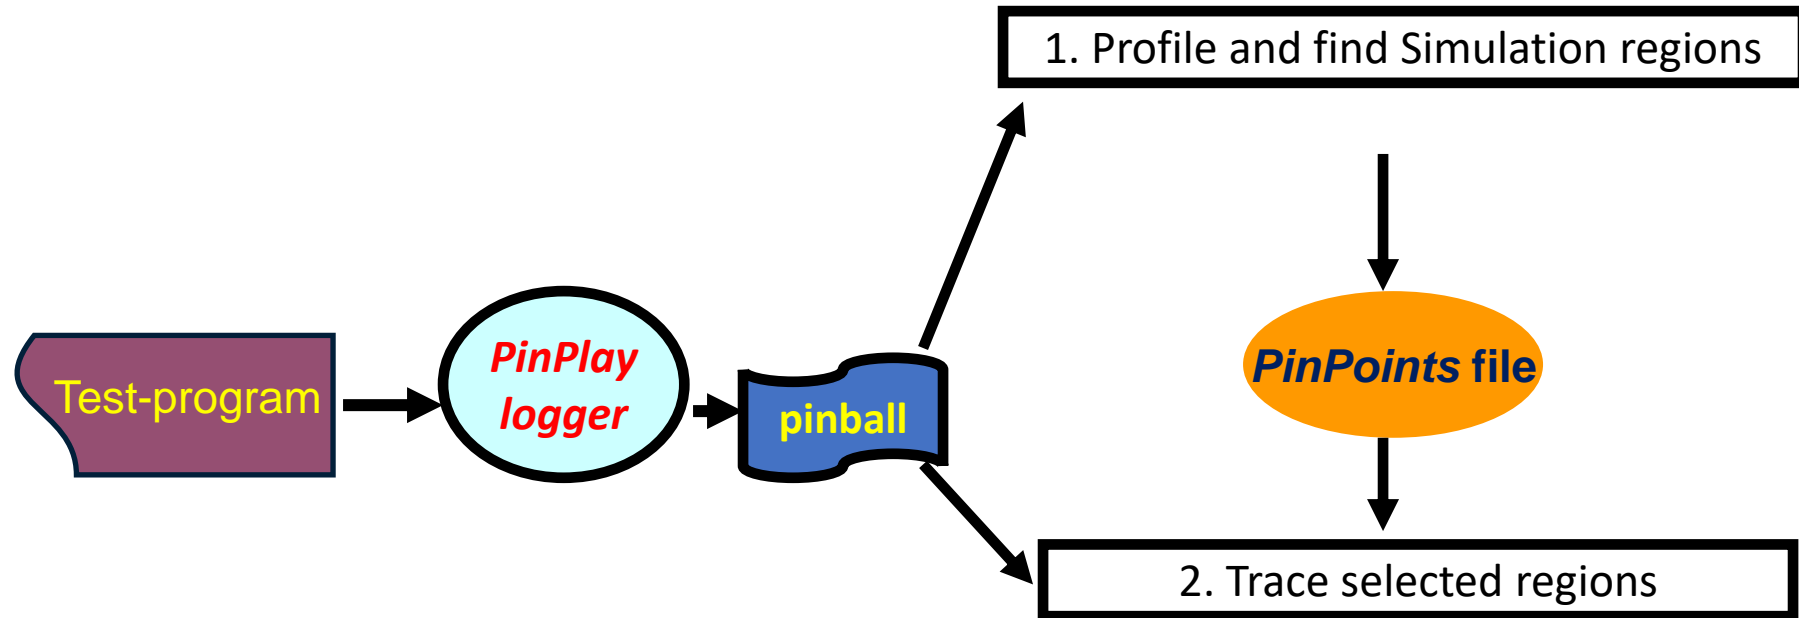 1. Profile and find Simulation regions
PinPlay
logger
Test-program
pinball
PinPoints file
2. Trace selected regions